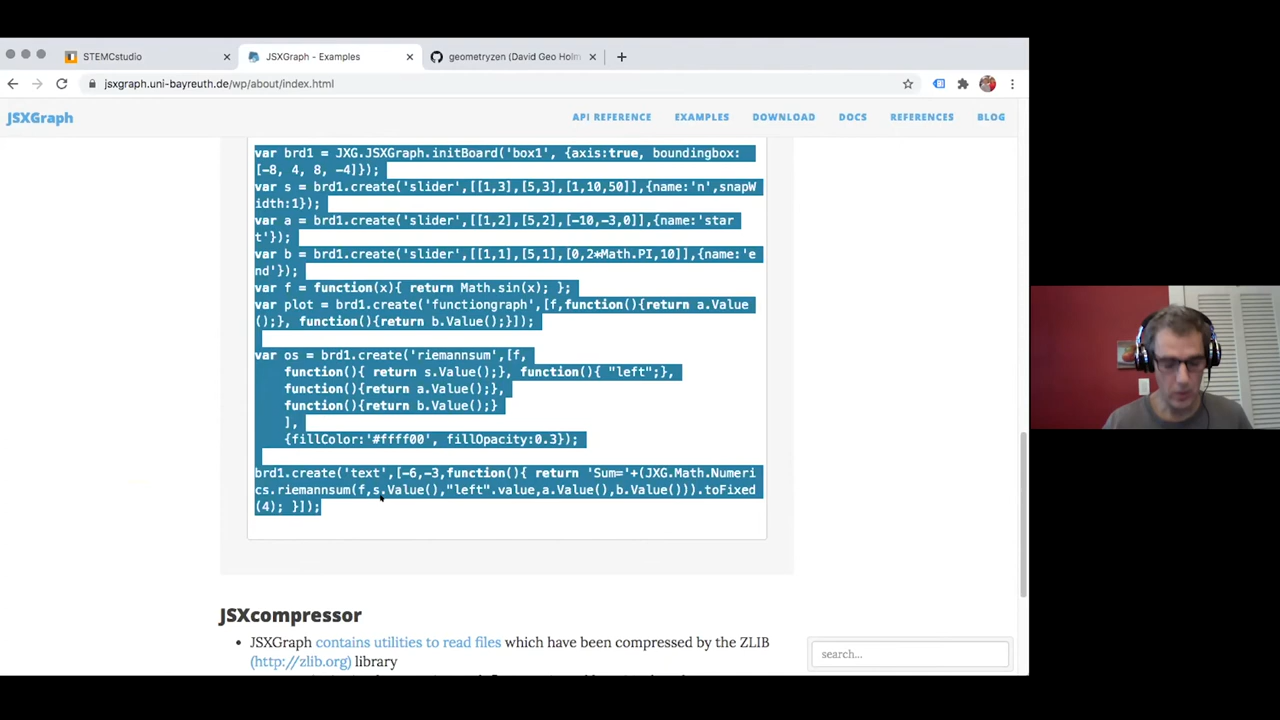 STEMCstudio
JSXGraph - Examples
geometryzen (David Geo Holm
jsxgraph.uni-bayreuth.de/wp/about/index.html
JSXGraph
API REFERENCE
EXAMPLES
DOWNLOAD
DOCS
REFERENCES
BLOG
var brd1 = JXG.JSXGraph.initBoard('box1', {axis:true, boundingbox:
[-8, 4, 8, -4]});
var s = brd1.create('slider',[[1,3],[5,3],[1,10,50]],{name:'n',snapW
idth:1});
var a = brd1.create('slider',[[1,2],[5,2],[-10,-3,0]],{name:'star
t'});
var b = brd1.create('slider',[[1,1],[5,1],[0,2*Math.PI,10]],{name:'e
nd'});
var f = function(x){ return Math.sin(x); };
var plot = brd1.create('functiongraph',[f,function(){return a.Value
();}, function(){return b.Value();}]);
var os = brd1.create('riemannsum',[f,
function(){ return s.Value();}, function(){ "left";},
function(){return a.Value();},
function(){return b.Value();}
],
{fillColor:'#ffff00', fillOpacity:0.3});
brd1.create('text',[-6,-3,function(){ return 'Sum='+(JXG.Math.Numeri
cs.riemannsum(f,s.Value(),"left".value,a.Value(),b.Value())).toFixed
(4); }]);
JSXcompressor
• JSXGraph contains utilities to read files which have been compressed by the ZLIB
(http://zlib.org) library
search...